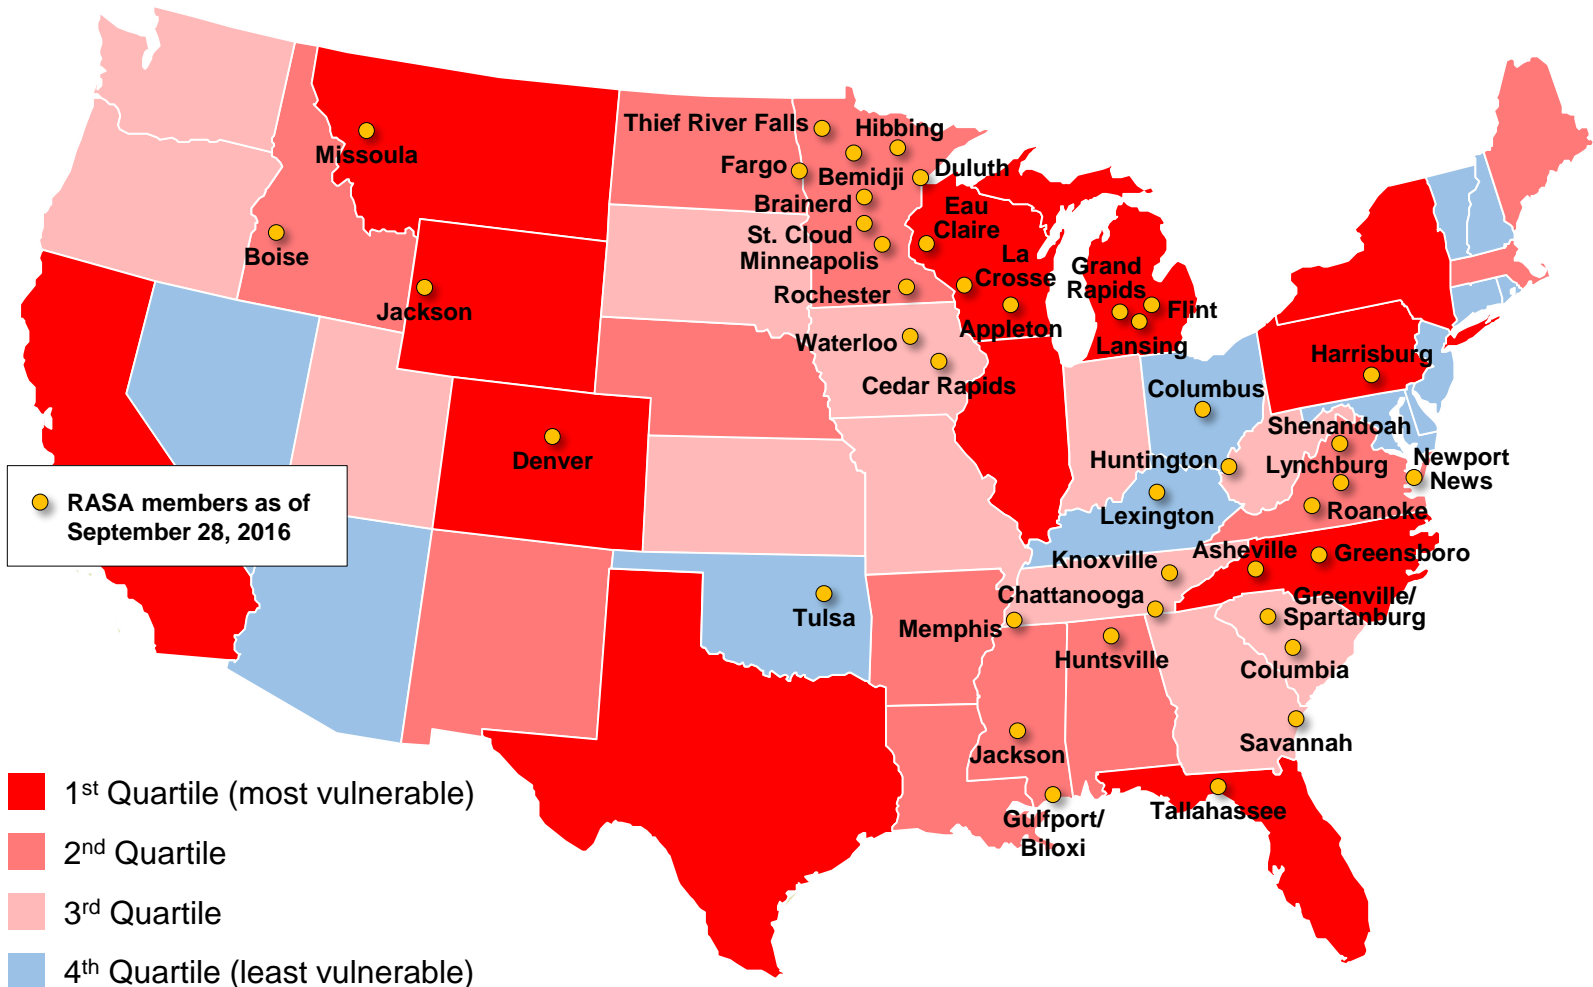 Thief River Falls
Hibbing
Missoula
Fargo
Bemidji
Duluth
Brainerd
Eau
Claire
St. Cloud
Minneapolis
Boise
La
Crosse
Grand
Rapids
Rochester
Jackson
Flint
Appleton
Lansing
Waterloo
Harrisburg
Cedar Rapids
Columbus
Shenandoah
Denver
Huntington
Lynchburg
Newport
News
RASA members as of
September 28, 2016
Lexington
Roanoke
Knoxville
Asheville
Greensboro
Chattanooga
Greenville/
Spartanburg
Tulsa
Memphis
Huntsville
Columbia
Jackson
Savannah
1st Quartile (most vulnerable)
Tallahassee
Gulfport/
Biloxi
2nd Quartile
3rd Quartile
4th Quartile (least vulnerable)